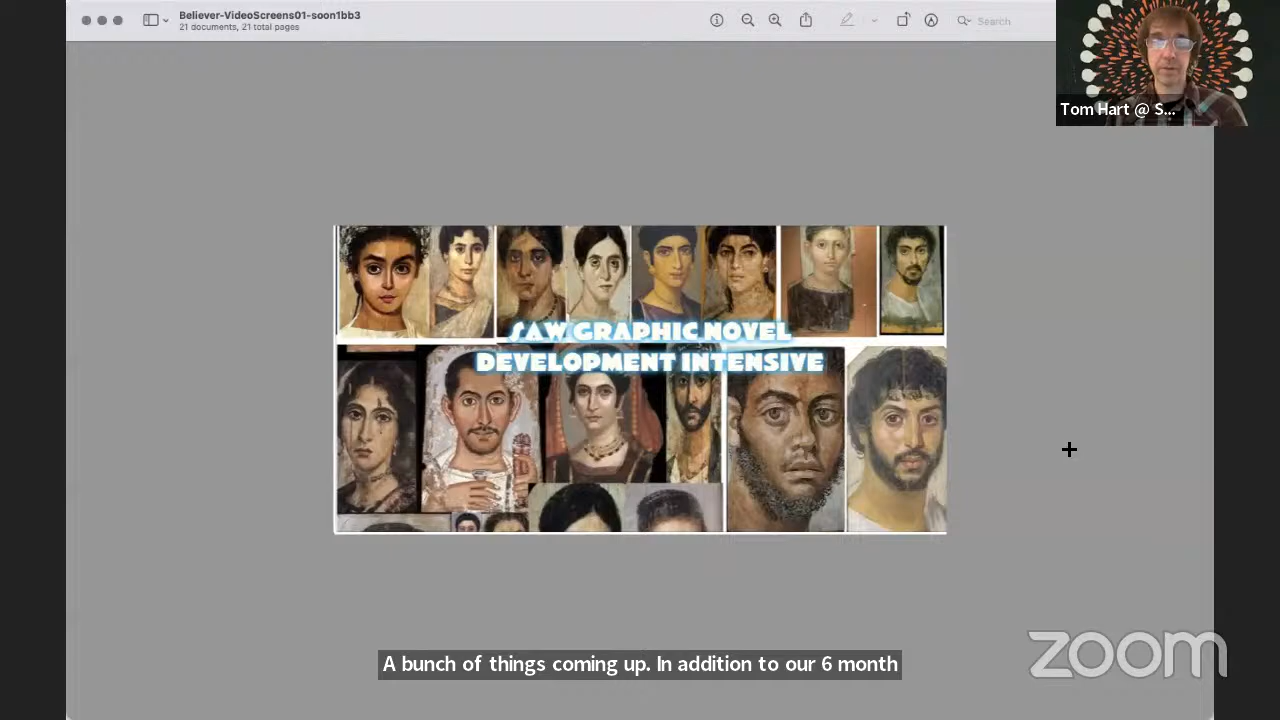 Believer-VideoScreens01-soon1bb3
21 documents, 21 total pages
Search
Tom Hart @ S...
SAW GRAPHIC NOVEL
DEVELOPMENT INTENSIVE
A bunch of things coming up. In addition to our 6 month
zoom